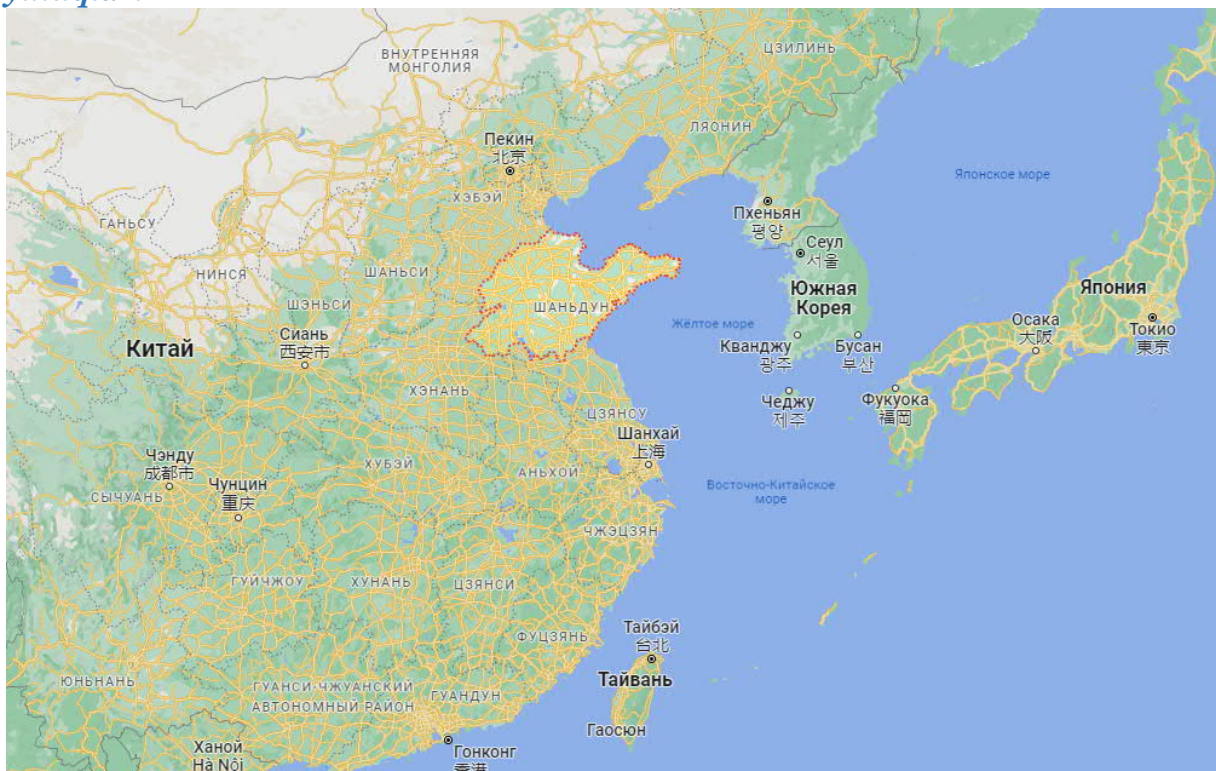 ВНУТРЕННЯЯ
МОНГОЛИЯ
ЦЗИЛИНЬ
ЛЯОНИН
Пекин
北京
Японское море
ХЭБЭЙ
Пхеньян
평양
ГАНЬСУ
Сеул
서울
НИНСЯ
ШАНЬСИ
Южная
Корея
Япония
ШЭНЬСИ
ШАНЬДУН
Сиань
西安市
Жёлтое море
Осака
大阪
Токио
東京
Китай
Кванджу
광주
Бусан
부산
ХЭНАНЬ
Чеджу
제주
Фукуока
福岡
ЦЗЯНСУ
Шанхай
上海
Чэнду
成都市
ХУБЭЙ
АНЬХОЙ
СЫЧУАНЬ
Чунцин
重庆
Восточно-Китайское
море
ЧЖЭЦЗЯН
ГУЙЧЖОУ
ХУНАНЬ
ЦЗЯНСИ
ФУЦЗЯНЬ
Тайбэй
台北
ЮНЬНАНЬ
Тайвань
ГУАНСИ-ЧЖУАНСКИЙ
АВТОНОМНЫЙ РАЙОН
ГУАНДУН
Гаосюн
Ханой
Hà Nội
Гонконг
香港